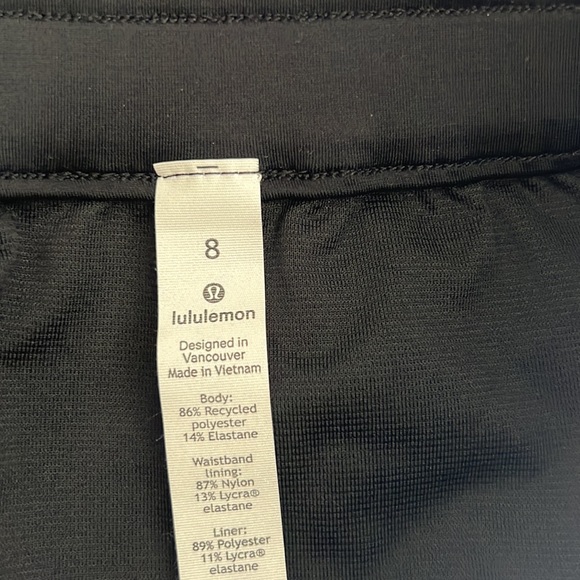 8
lululemon
Designed in
Vancouver
Made in Vietnam
Body:
86% Recycled
polyester
14% Elastane
Waistband
lining:
87% Nylon
13% Lycra®
elastane
Liner:
89% Polyester
11% Lycra®
elastane